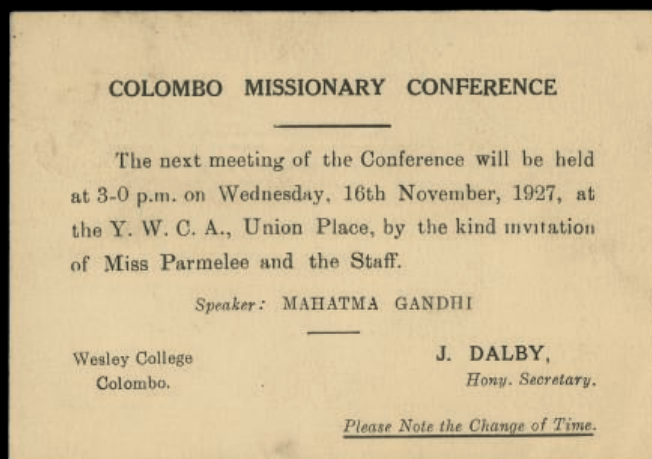 COLOMBO MISSIONARY CONFERENCE
The next meeting of the Conference will be held
at 3-0 p.m. on Wednesday, 16th November, 1927, at
the Y. W. C. A., Union Place, by the kind invitation
of Miss Parmelee and the Staff.
Speaker: MAHATMA GANDHI
Wesley College
Colombo.
J. DALBY,
Hony. Secretary.
Please Note the Change of Time.